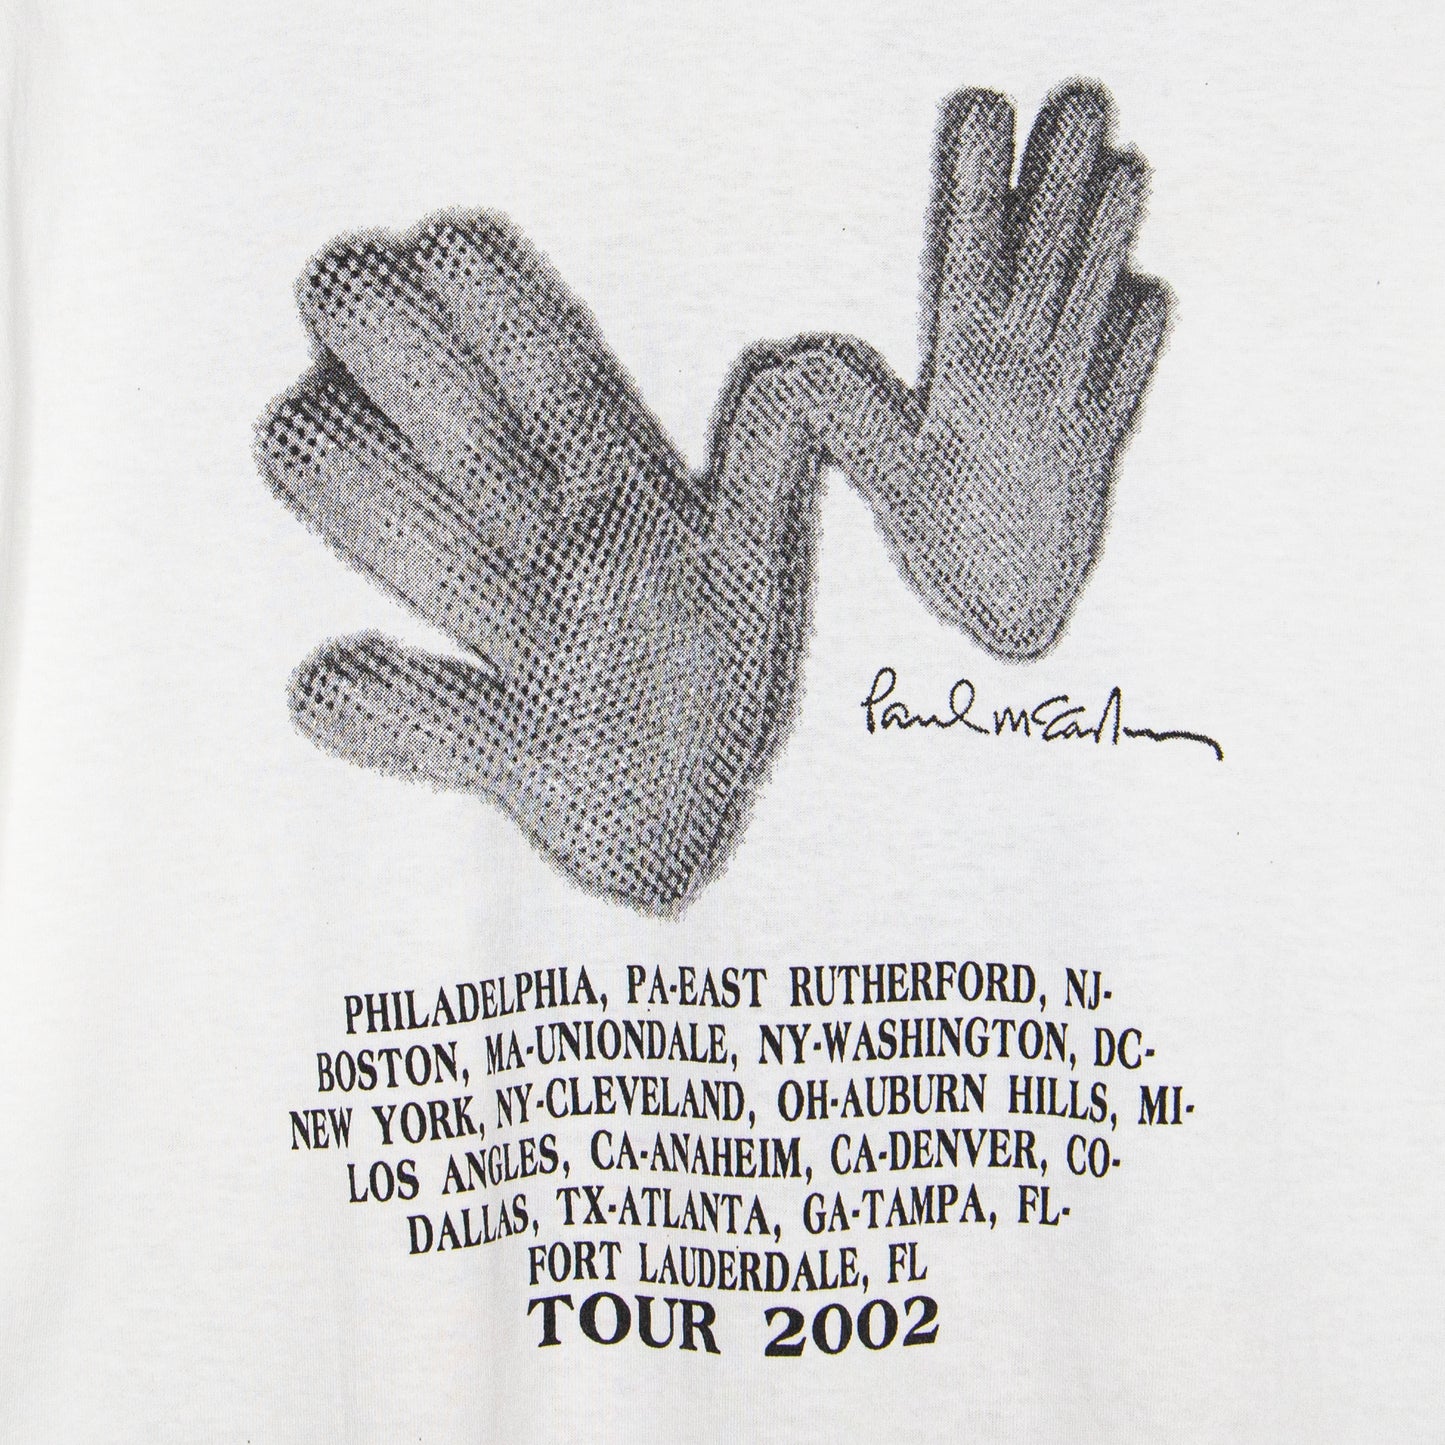 Paul McCartney
PHILADELPHIA, PA-EAST RUTHERFORD, NJ-
BOSTON, MA-UNIONDALE, NY-WASHINGTON, DC-
NEW YORK, NY-CLEVELAND, OH-AUBURN HILLS, MI-
LOS ANGLES, CA-ANAHEIM, CA-DENVER, CO-
DALLAS, TX-ATLANTA, GA-TAMPA, FL-
FORT LAUDERDALE, FL
TOUR 2002